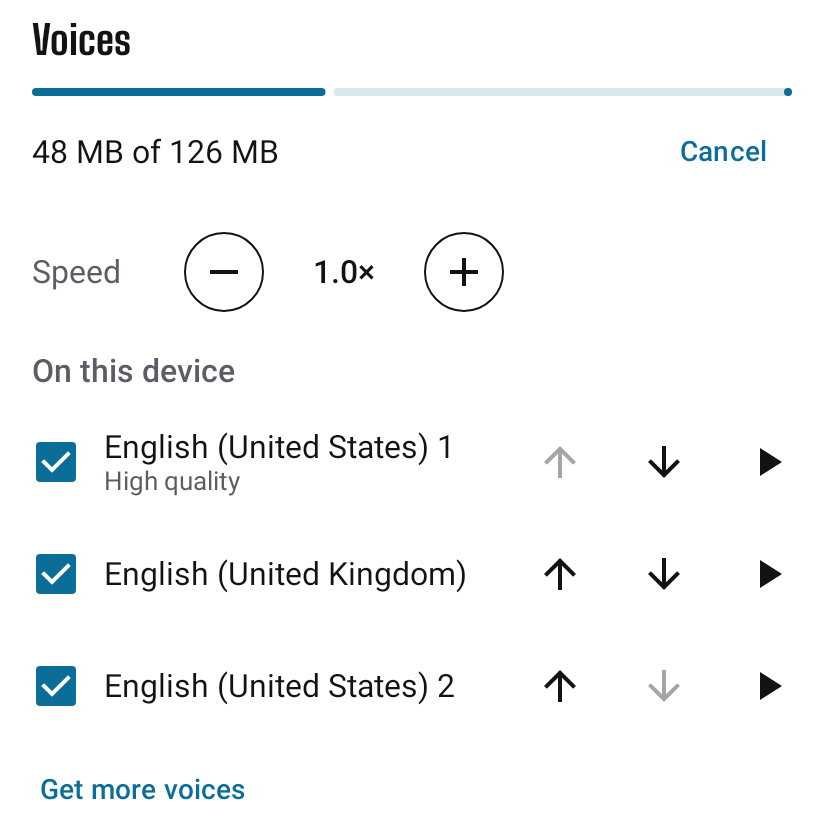 Voices
48 MB of 126 MB
Cancel
Speed
1.0×
On this device
English (United States) 1
High quality
English (United Kingdom)
English (United States) 2
Get more voices